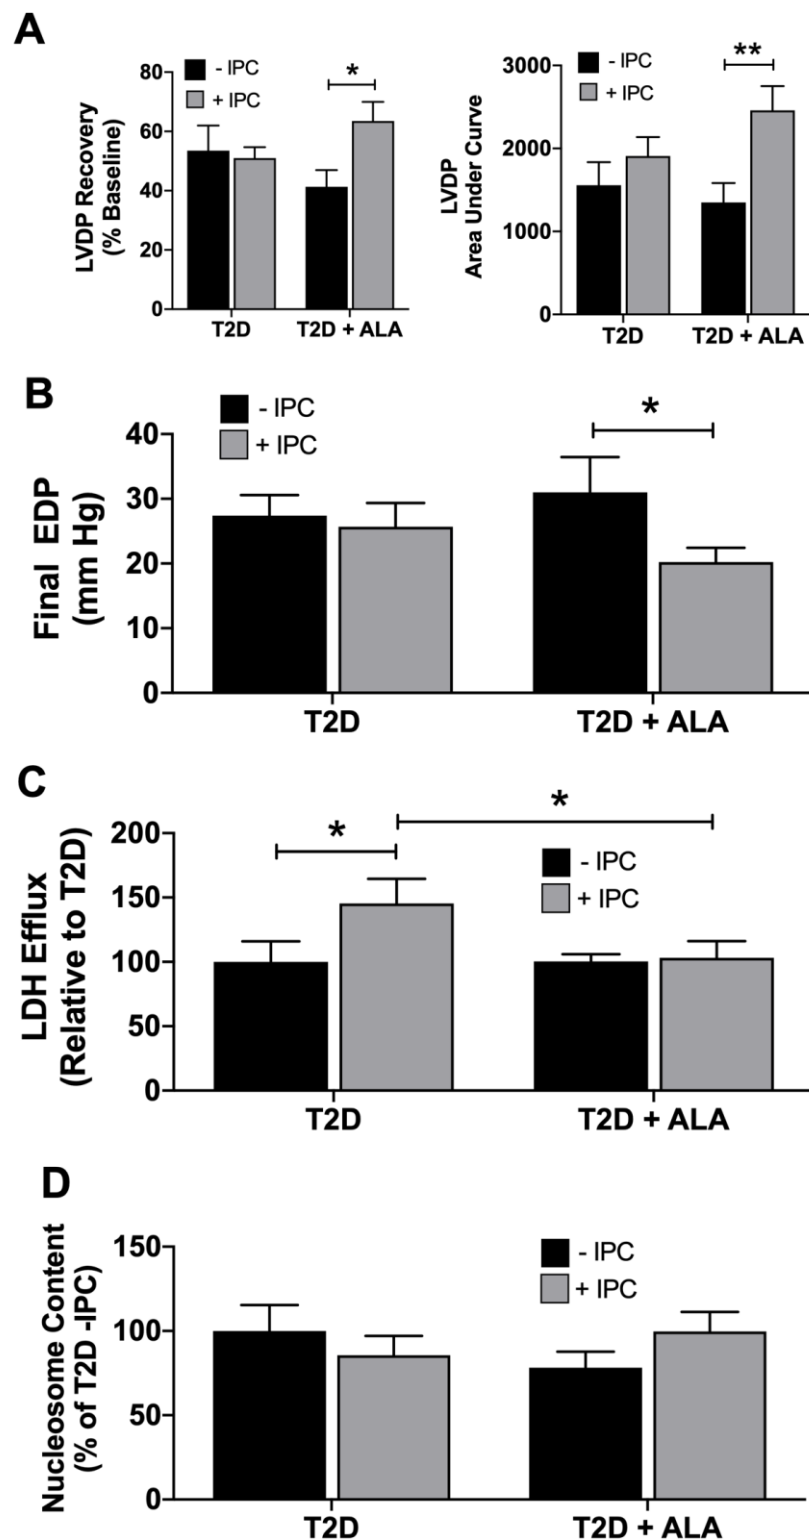 A
LVDP Recovery
(% Baseline)
80
60
40
20
0
- IPC
+ IPC
*
T2D
T2D + ALA
LVDP
Area Under Curve
3000
2000
1000
0
- IPC
+ IPC
**
T2D
T2D + ALA
B
Final EDP
(mm Hg)
40
30
20
10
0
- IPC
+ IPC
*
T2D
T2D + ALA
C
LDH Efflux
(Relative to T2D)
200
150
100
50
0
*
*
- IPC
+ IPC
T2D
T2D + ALA
D
Nucleosome Content
(% of T2D -IPC)
150
100
50
0
- IPC
+ IPC
T2D
T2D + ALA